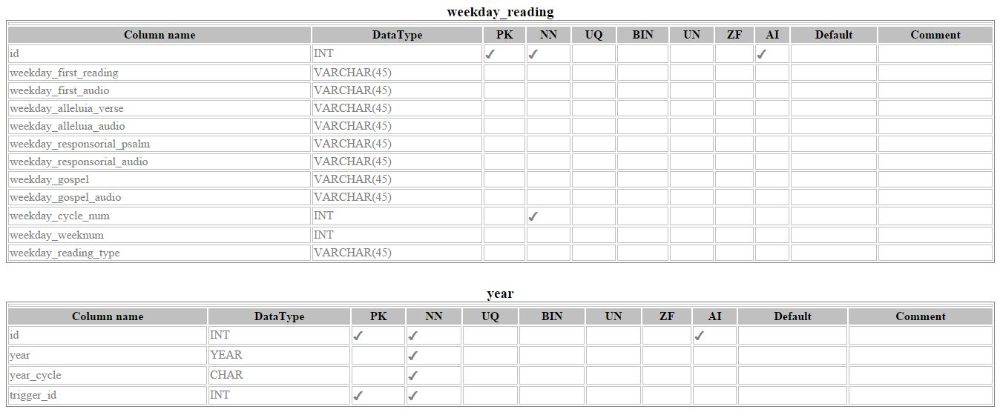 weekday_reading
Column name DataType PK NN UQ BIN UN ZF AI Default Comment
id INT ✓ ✓ ✓
weekday_first_reading VARCHAR(45)
weekday_first_audio VARCHAR(45)
weekday_alleluia_verse VARCHAR(45)
weekday_alleluia_audio VARCHAR(45)
weekday_responsorial_psalm VARCHAR(45)
weekday_responsorial_audio VARCHAR(45)
weekday_gospel VARCHAR(45)
weekday_gospel_audio VARCHAR(45)
weekday_cycle_num INT ✓
weekday_weeknum INT
weekday_reading_type VARCHAR(45)
year
Column name DataType PK NN UQ BIN UN ZF AI Default Comment
id INT ✓ ✓ ✓
year YEAR ✓
year_cycle CHAR ✓
trigger_id INT ✓ ✓